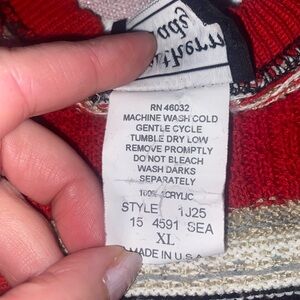 ade
RN 46032
MACHINE WASH COLD
GENTLE CYCLE
TUMBLE DRY LOW
REMOVE PROMPTLY
DO NOT BLEACH
WASH DARKS
SEPARATELY
100% ACRYLIC
STYLE 1J25
15 4591 SEA
XL
MADE IN U.S.A